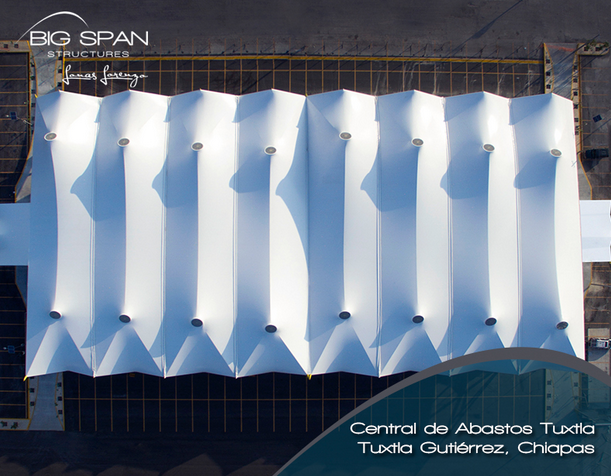 BIG SPAN
STRUCTURES
Lonas Lorenzo
Central de Abastos Tuxtla
Tuxtla Gutiérrez, Chiapas